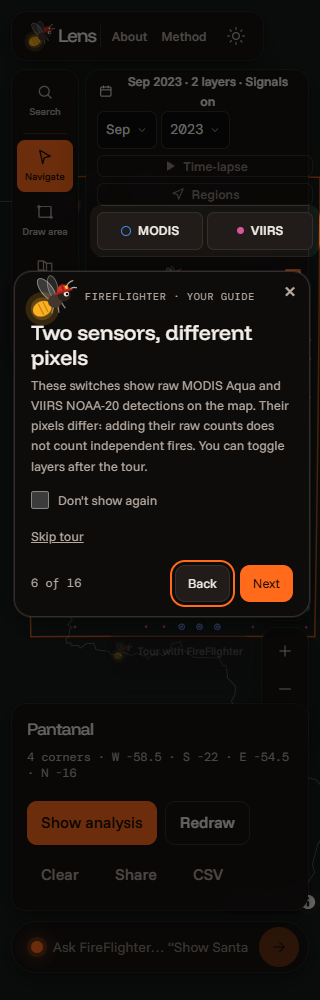 Lens
About
Method
Search
Navigate
Draw area
Sep 2023 · 2 layers · Signals
on
Sep
2023
Time-lapse
Regions
MODIS
VIIRS
FIREFLIGHTER · YOUR GUIDE
Two sensors, different
pixels
These switches show raw MODIS Aqua and
VIIRS NOAA-20 detections on the map. Their
pixels differ: adding their raw counts does
not count independent fires. You can toggle
layers after the tour.
Don't show again
Skip tour
6 of 16
Back
Next
Tour with FireFlighter
Pantanal
4 corners · W -58.5 · S -22 · E -54.5
· N -16
Show analysis
Redraw
Clear
Share
CSV
Ask FireFlighter... “Show Santa